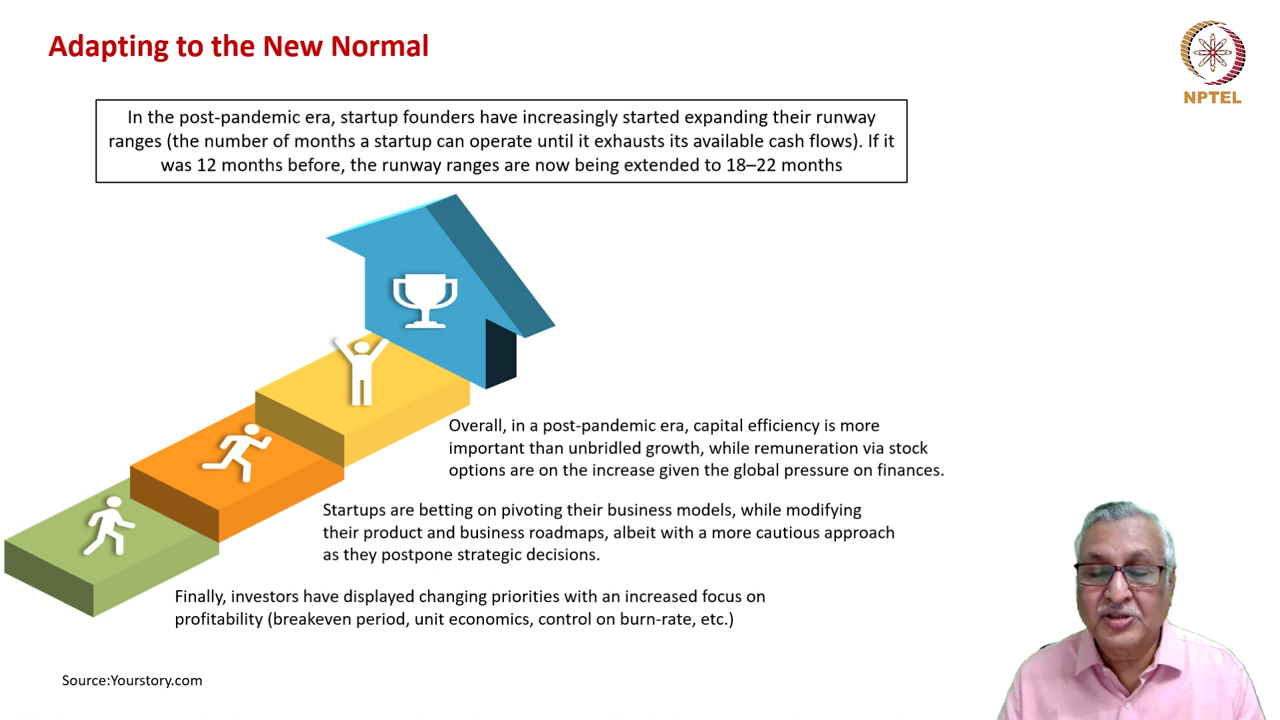 Adapting to the New Normal
NPTEL
In the post-pandemic era, startup founders have increasingly started expanding their runway
ranges (the number of months a startup can operate until it exhausts its available cash flows). If it
was 12 months before, the runway ranges are now being extended to 18–22 months
Overall, in a post-pandemic era, capital efficiency is more
important than unbridled growth, while remuneration via stock
options are on the increase given the global pressure on finances.
Startups are betting on pivoting their business models, while modifying
their product and business roadmaps, albeit with a more cautious approach
as they postpone strategic decisions.
Finally, investors have displayed changing priorities with an increased focus on
profitability (breakeven period, unit economics, control on burn-rate, etc.)
Source:Yourstory.com